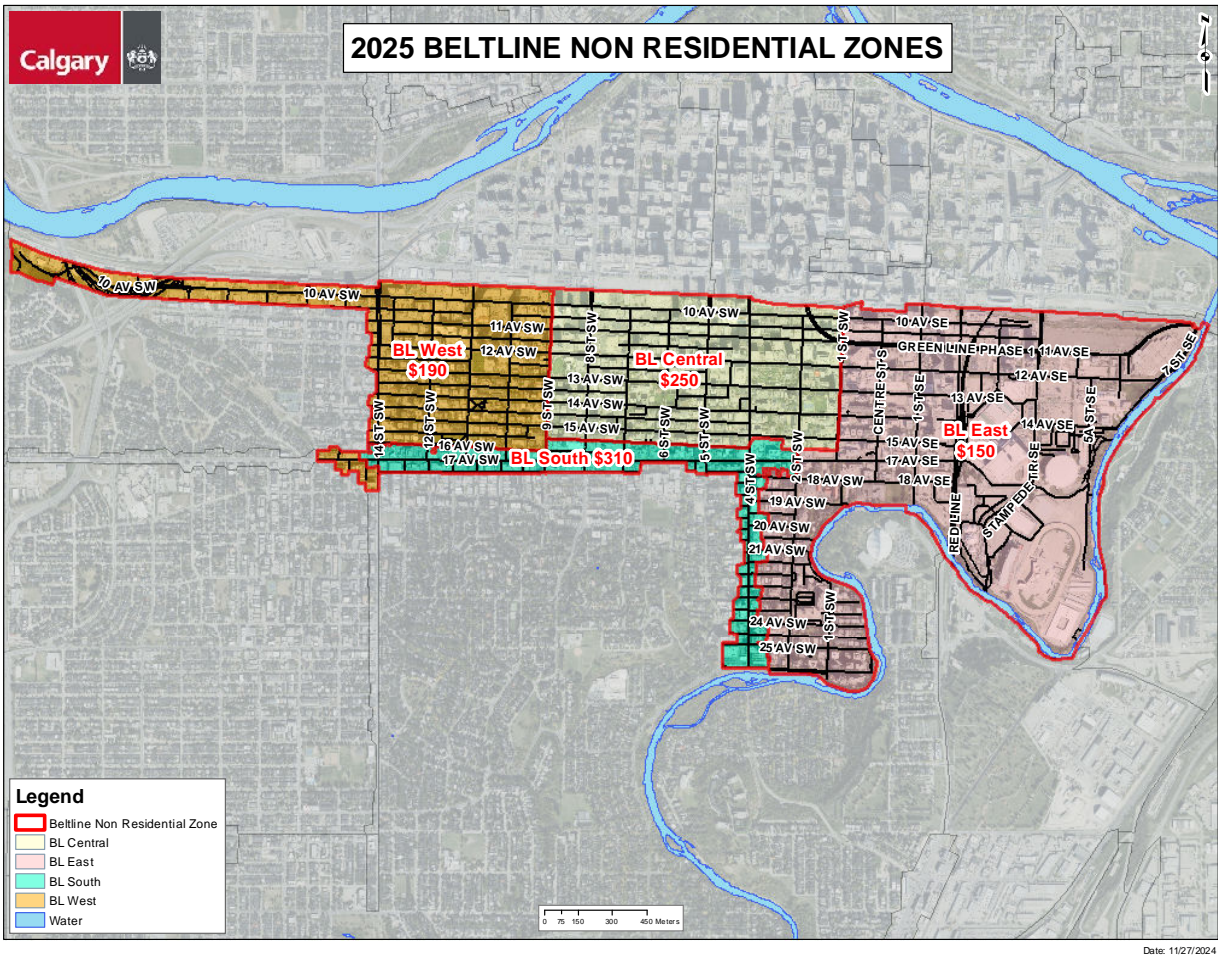 Calgary
2025 BELTLINE NON RESIDENTIAL ZONES
N
10 AV SW
10 AV SW
10 AV SW
10 AV SE
11 AV SW
8 ST SW
1 ST SW
GREEN LINE PHASE 1
11 AV SE
7 ST SE
BL West
$190
12 AV SW
BL Central
$250
CENTRE ST S
12 AV SE
13 AV SW
1 ST SE
13 AV SE
5A ST SE
14 ST SW
12 ST SW
9 ST SW
14 AV SW
6 ST SW
5 ST SW
14 AV SE
BL East
$150
15 AV SW
15 AV SE
16 AV SW
17 AV SW
BL South $310
2 ST SW
17 AV SE
4 ST SW
18 AV SW
18 AV SE
STAMPEDE TR SE
19 AV SW
RED LINE
20 AV SW
21 AV SW
24 AV SW
1 ST SW
25 AV SW
Legend
Beltline Non Residential Zone
BL Central
BL East
BL South
BL West
Water
0 75 150 300 450 Meters
Date: 11/27/2024